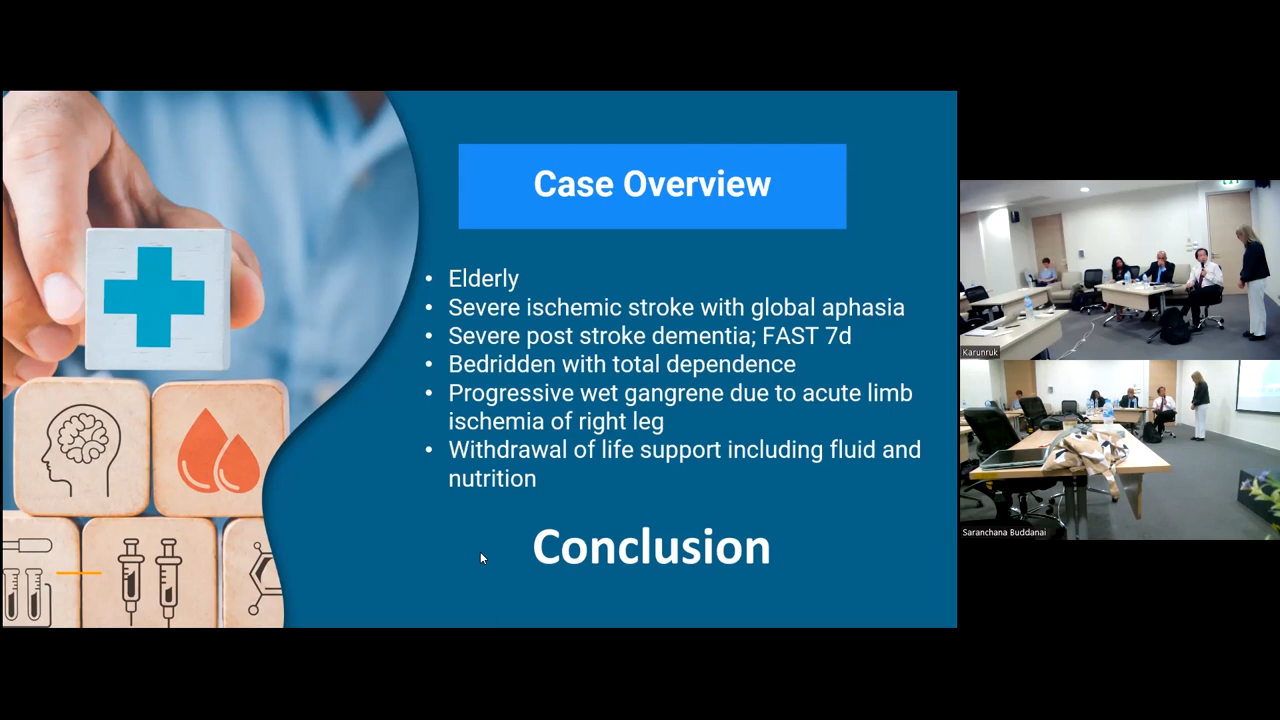 Case Overview
• Elderly
• Severe ischemic stroke with global aphasia
• Severe post stroke dementia; FAST 7d
• Bedridden with total dependence
• Progressive wet gangrene due to acute limb
ischemia of right leg
• Withdrawal of life support including fluid and
nutrition
Conclusion
Karunruk
Saranchana Buddanai